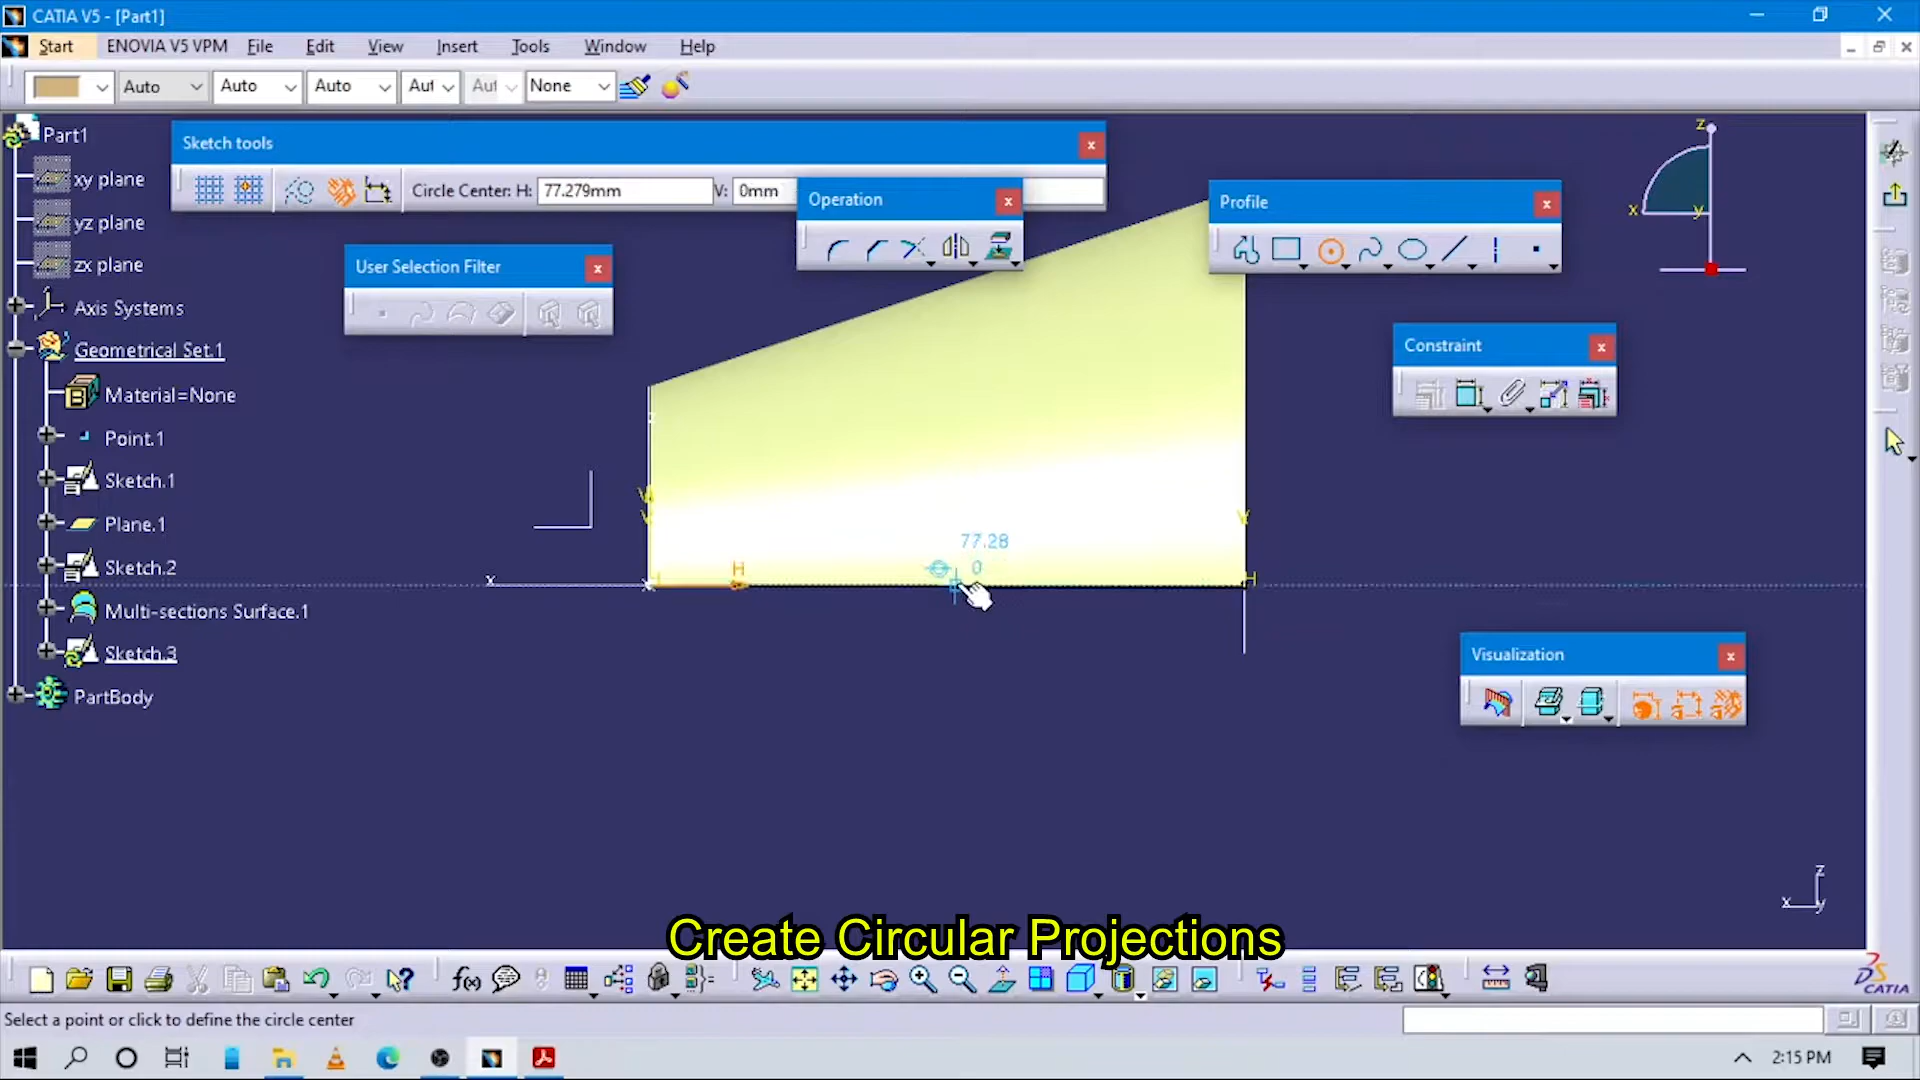 CATIA V5 - [Part1]
Start ENOVIA V5 VPM File Edit View Insert Tools Window Help
Auto Auto Auto Aut Aut None
Part1
xy plane
yz plane
zx plane
Axis Systems
Geometrical Set.1
Material=None
Point.1
Sketch.1
Plane.1
Sketch.2
Multi-sections Surface.1
Sketch.3
PartBody
Sketch tools
Circle Center: H: 77.279mm V: 0mm
Operation
Profile
User Selection Filter
Constraint
Visualization
z
x
y
V
V
V
77.28
0
x
H
H
z
x
y
Create Circular Projections
f(x)
CATIA
Select a point or click to define the circle center
2:15 PM